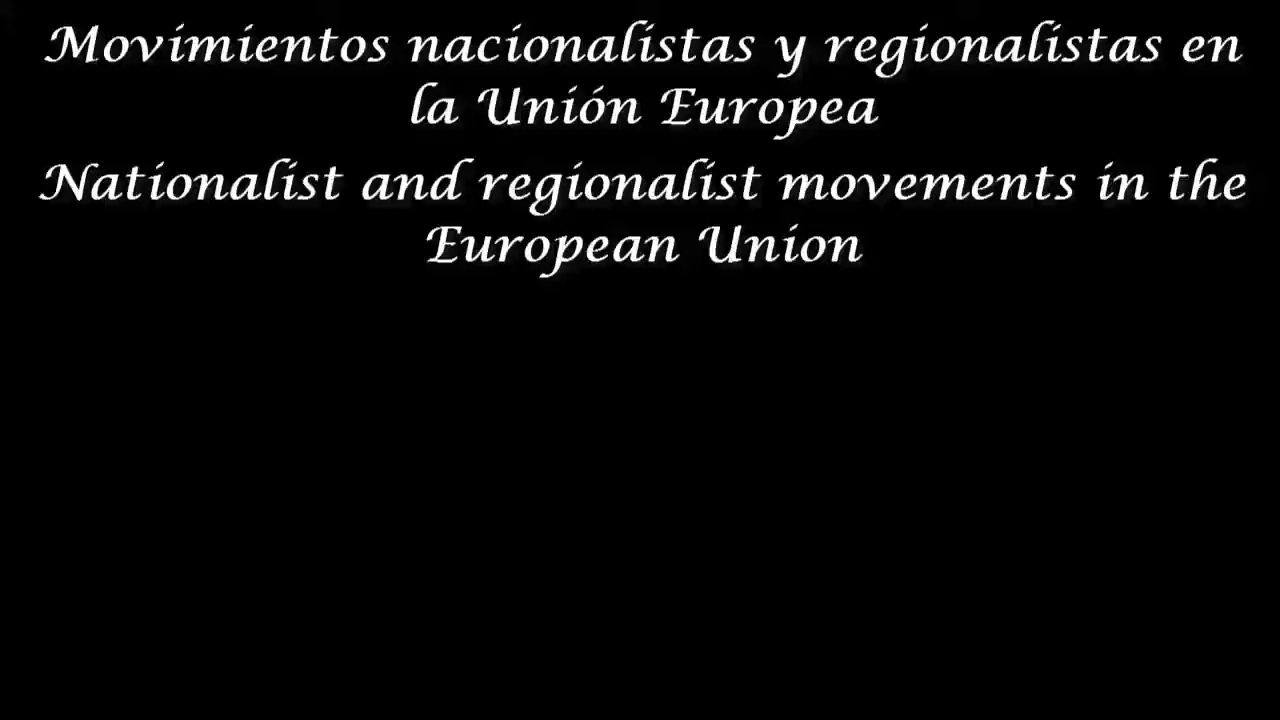 Movimientos nacionalistas y regionalistas en
la Unión Europea
Nationalist and regionalist movements in the
European Union